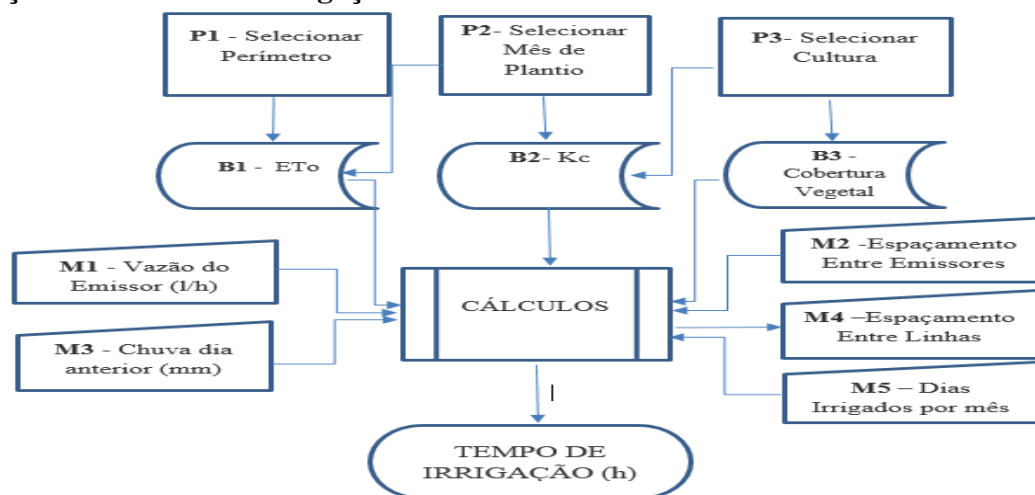 P1 - Selecionar
Perímetro
P2- Selecionar
Mês de
Plantio
P3- Selecionar
Cultura
B1 - ETo
B2- Kc
B3 -
Cobertura
Vegetal
M1 - Vazão do
Emissor (l/h)
M3 - Chuva dia
anterior (mm)
CÁLCULOS
M2 -Espaçamento
Entre Emissores
M4 –Espaçamento
Entre Linhas
M5 – Dias
Irrigados por mês
TEMPO DE
IRRIGAÇÃO (h)